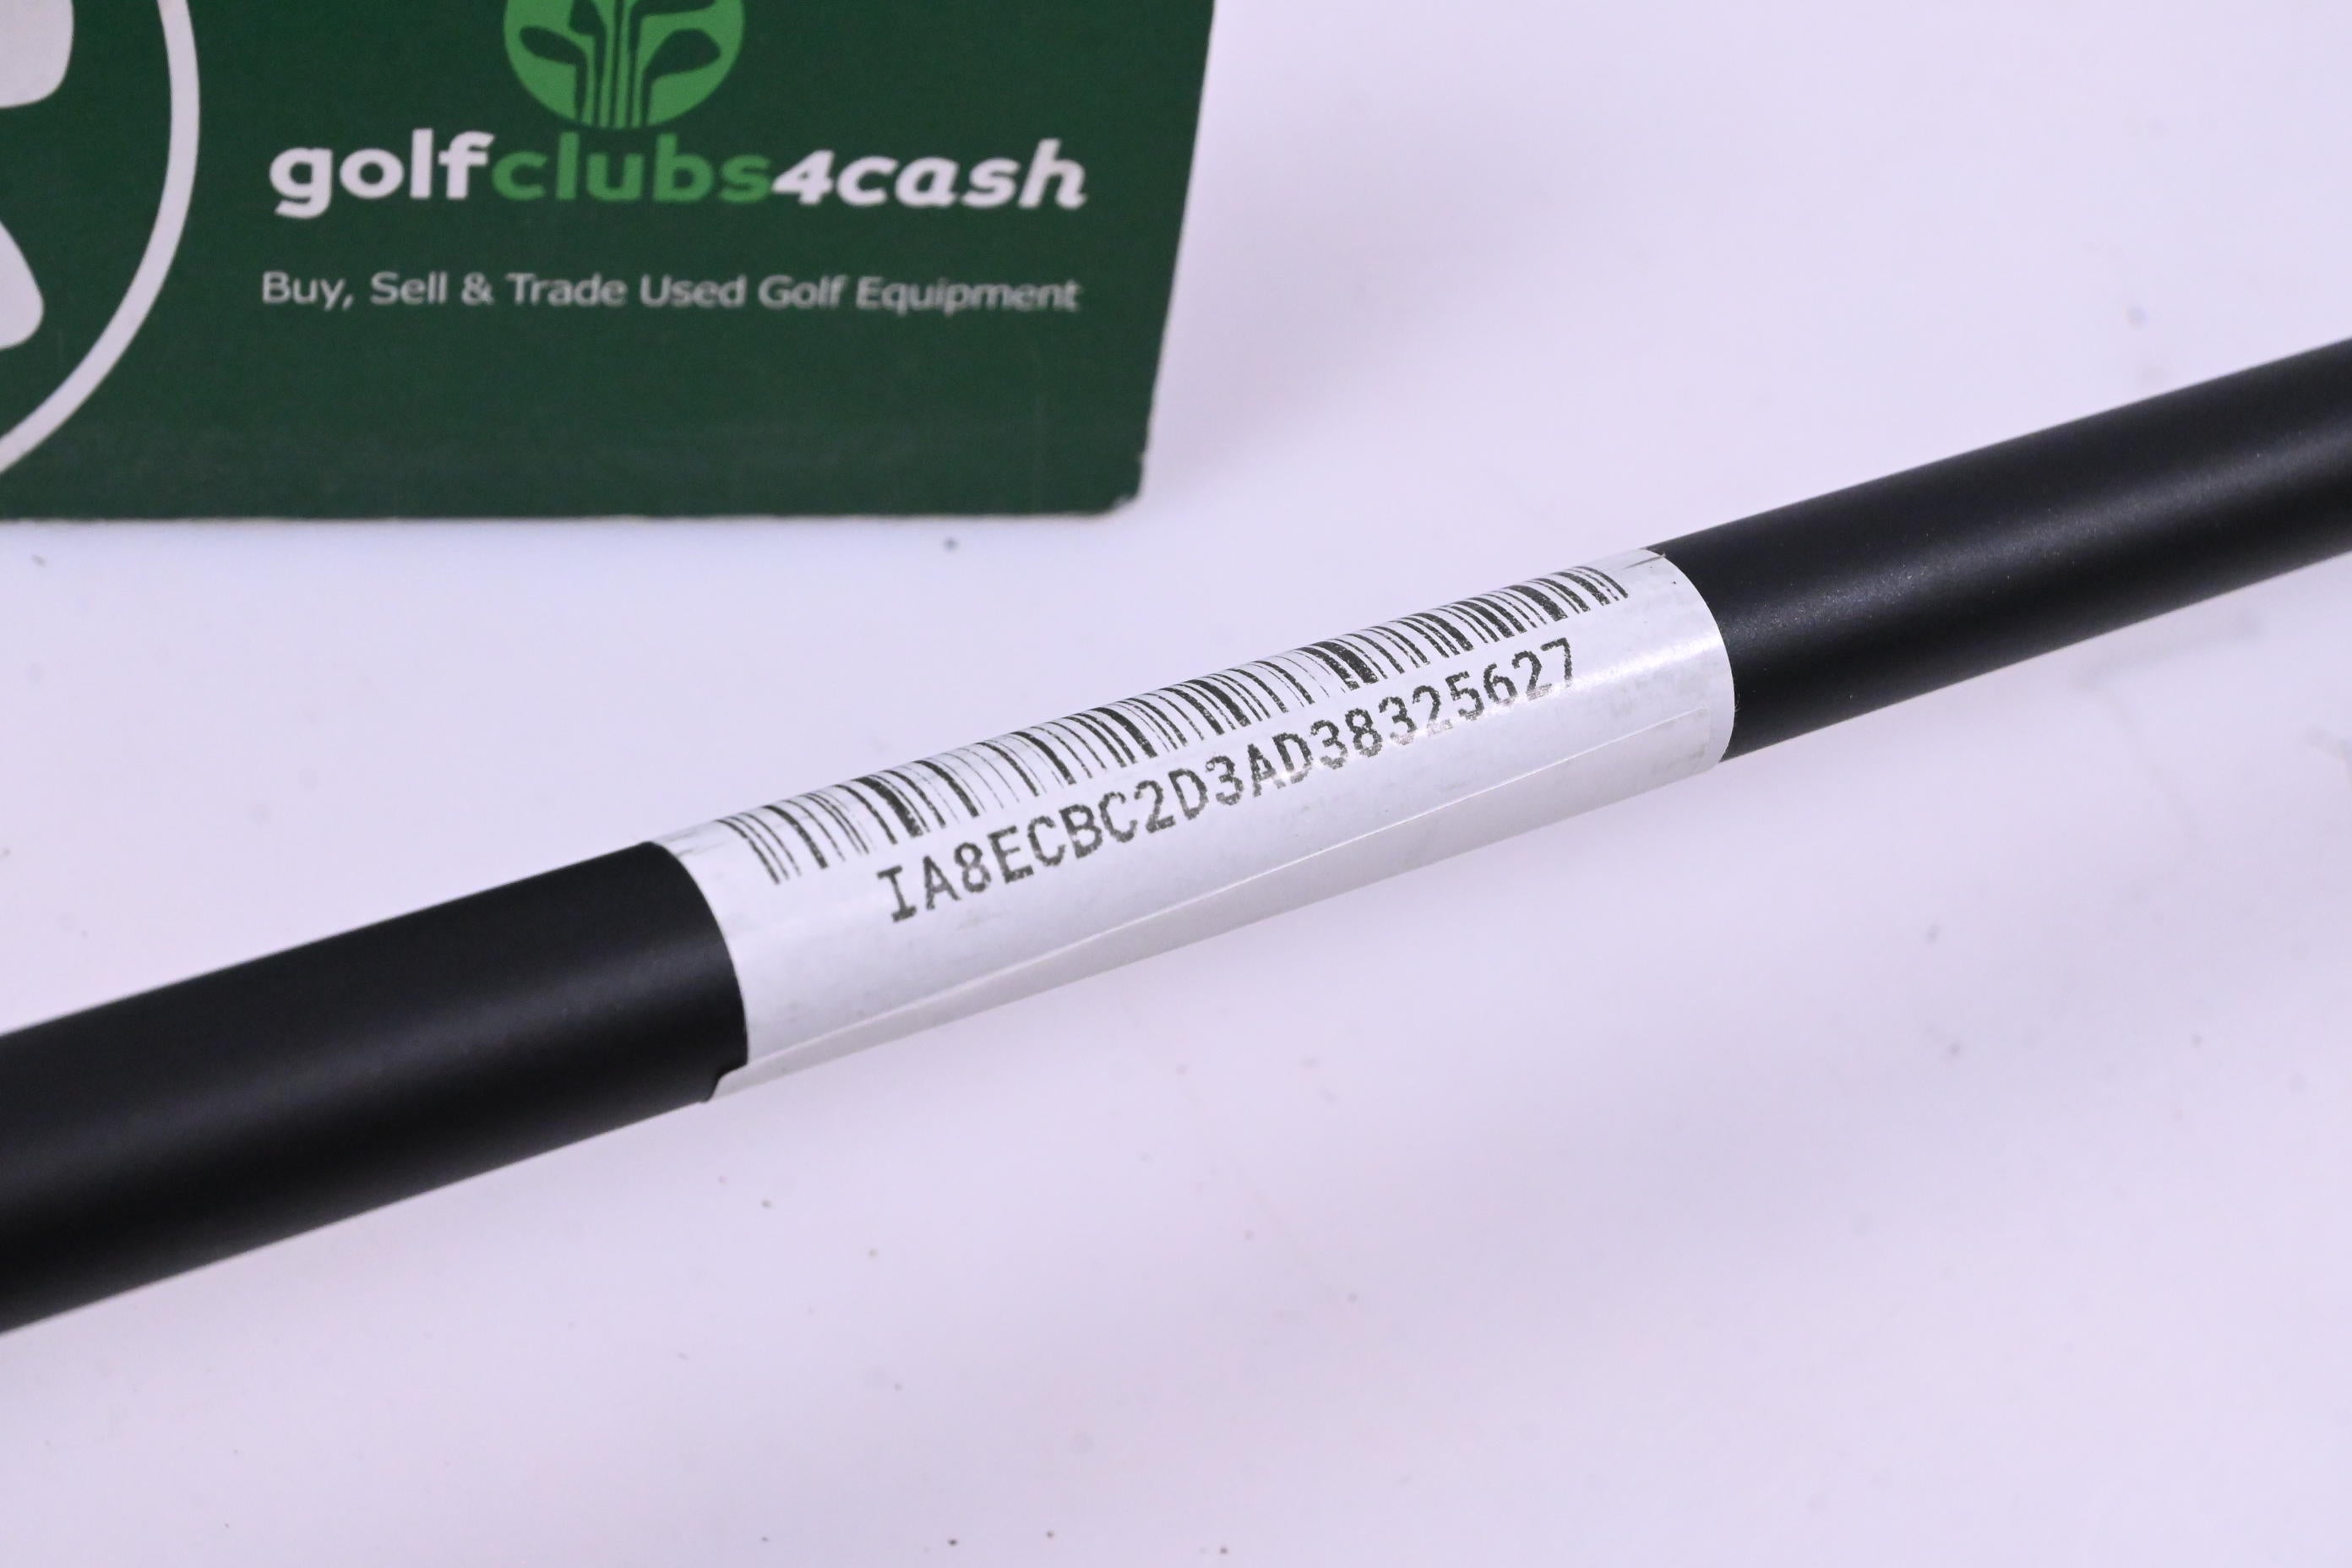 golfclubs4cash
Buy, Sell & Trade Used Golf Equipment
IA8ECBC2D3AD38325627